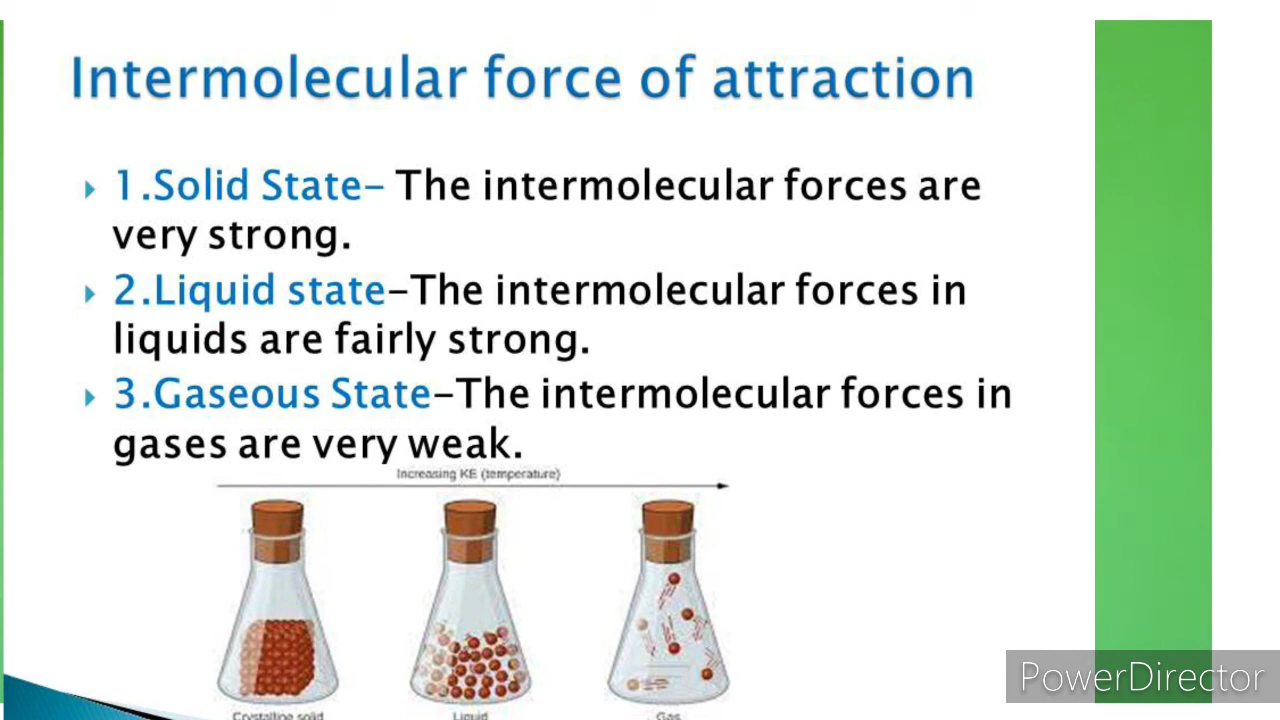 Intermolecular force of attraction
1.Solid State- The intermolecular forces are
very strong.
2.Liquid state-The intermolecular forces in
liquids are fairly strong.
3.Gaseous State-The intermolecular forces in
gases are very weak.
Increasing KE (temperature)
Crystalline solid
Liquid
Gas
PowerDirector